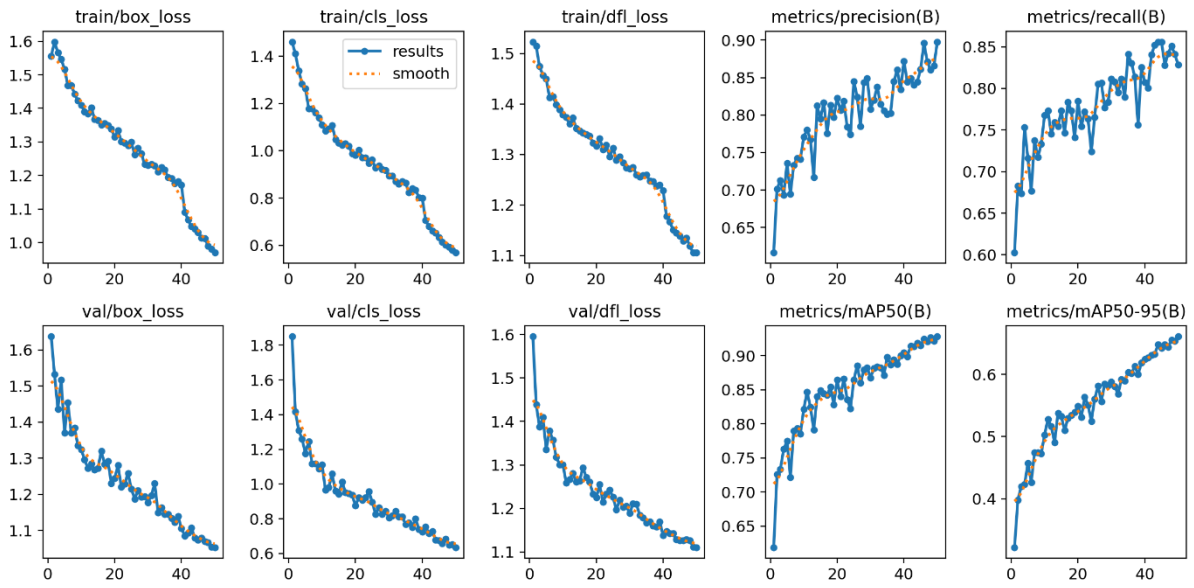 train/box_loss
train/cls_loss
train/dfl_loss
metrics/precision(B)
metrics/recall(B)
1.6
1.5
1.4
1.3
1.2
1.1
1.0
0 20 40
1.4
1.2
1.0
0.8
0.6
0 20 40
results
smooth
1.5
1.4
1.3
1.2
1.1
0 20 40
0.90
0.85
0.80
0.75
0.70
0.65
0 20 40
0.85
0.80
0.75
0.70
0.65
0.60
0 20 40
val/box_loss
val/cls_loss
val/dfl_loss
metrics/mAP50(B)
metrics/mAP50-95(B)
1.6
1.5
1.4
1.3
1.2
1.1
0 20 40
1.8
1.6
1.4
1.2
1.0
0.8
0.6
0 20 40
1.6
1.5
1.4
1.3
1.2
1.1
0 20 40
0.90
0.85
0.80
0.75
0.70
0.65
0 20 40
0.6
0.5
0.4
0 20 40